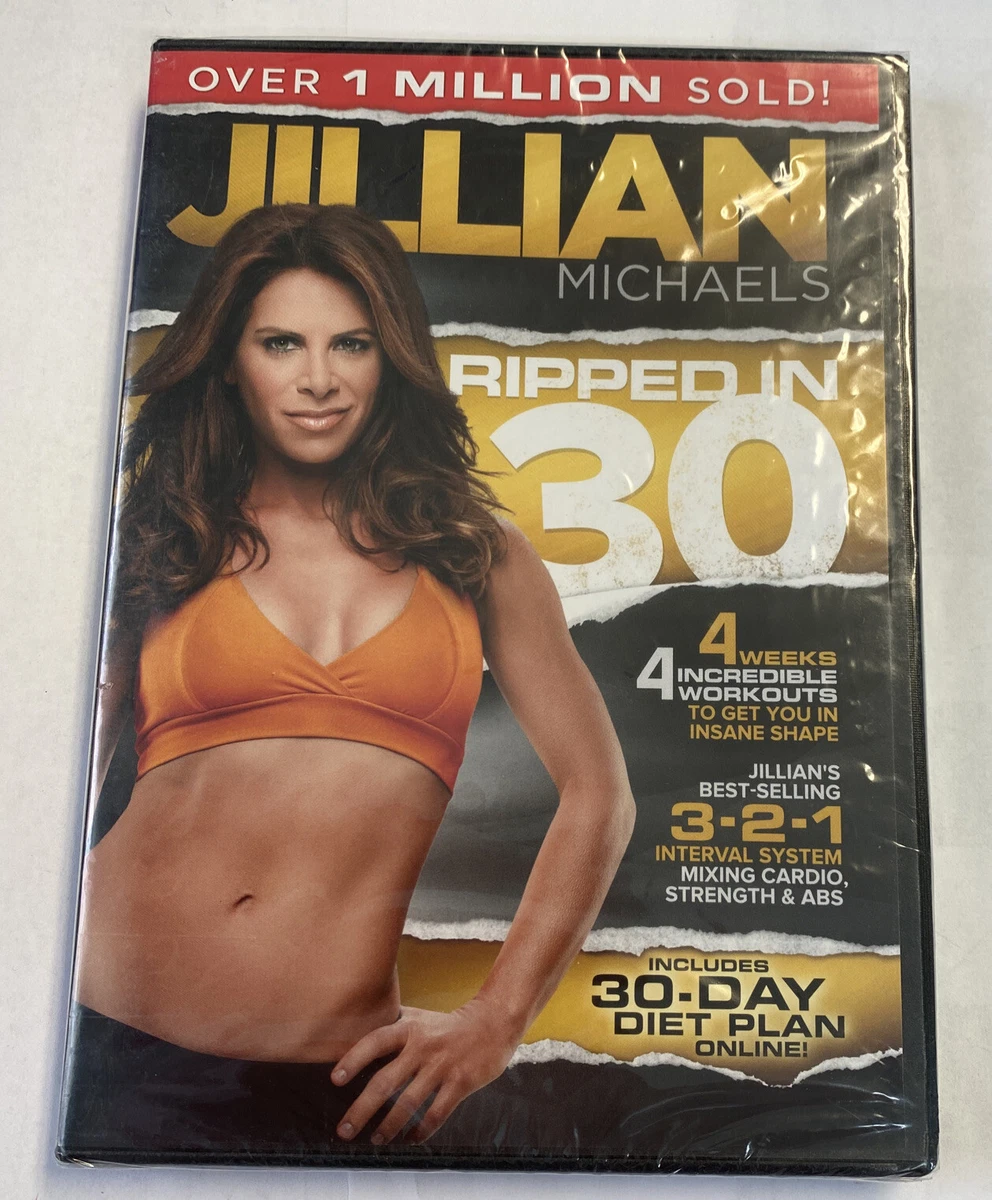 OVER 1 MILLION SOLD!
JILLIAN
MICHAELS
RIPPED IN
30
4 WEEKS
4 INCREDIBLE
WORKOUTS
TO GET YOU IN
INSANE SHAPE
JILLIAN'S
BEST-SELLING
3-2-1
INTERVAL SYSTEM
MIXING CARDIO,
STRENGTH & ABS
INCLUDES
30-DAY
DIET PLAN
ONLINE!